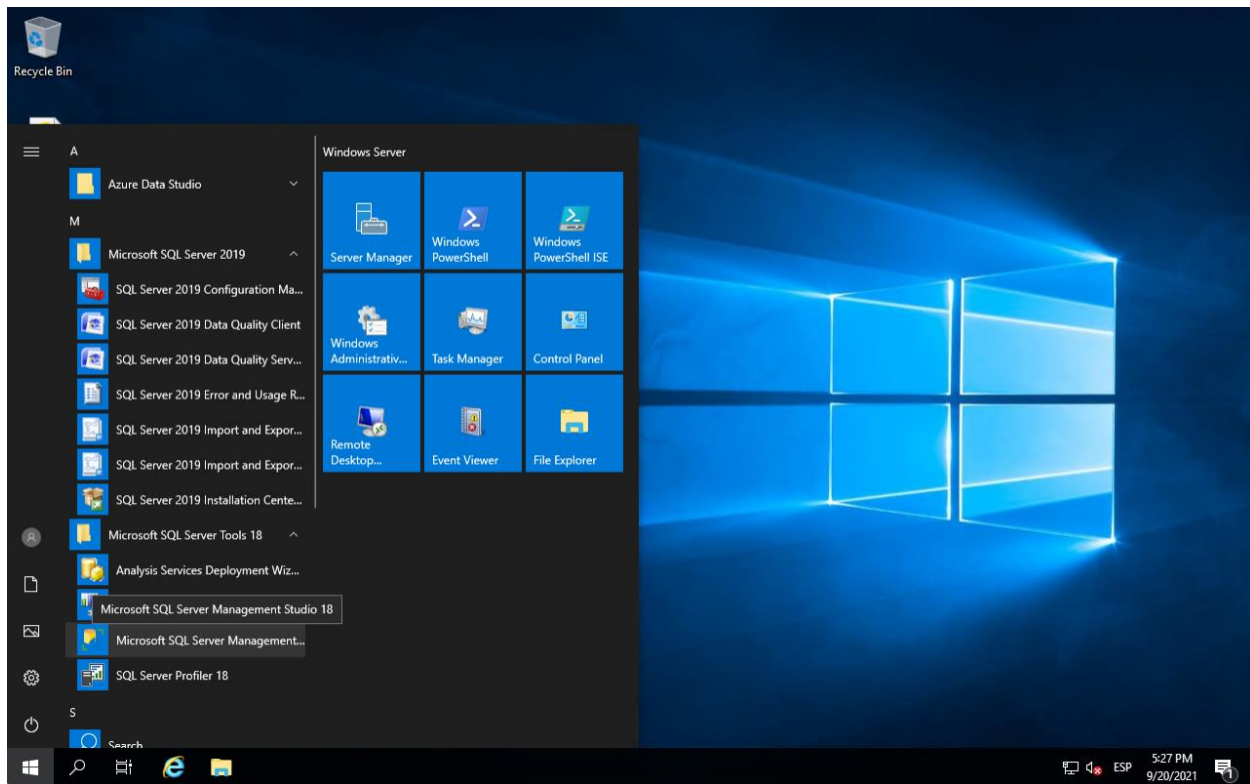 Recycle Bin
A
Azure Data Studio
M
Microsoft SQL Server 2019
SQL Server 2019 Configuration Ma...
SQL Server 2019 Data Quality Client
SQL Server 2019 Data Quality Serv...
SQL Server 2019 Error and Usage R...
SQL Server 2019 Import and Expor...
SQL Server 2019 Import and Expor...
SQL Server 2019 Installation Cente...
Microsoft SQL Server Tools 18
Analysis Services Deployment Wiz...
Microsoft SQL Server Management Studio 18
Microsoft SQL Server Management...
SQL Server Profiler 18
S
Search
Windows Server
Server Manager
Windows
PowerShell
Windows
PowerShell ISE
Windows
Administrativ...
Task Manager
Control Panel
Remote
Desktop...
Event Viewer
File Explorer
ESP
5:27 PM
9/20/2021
1